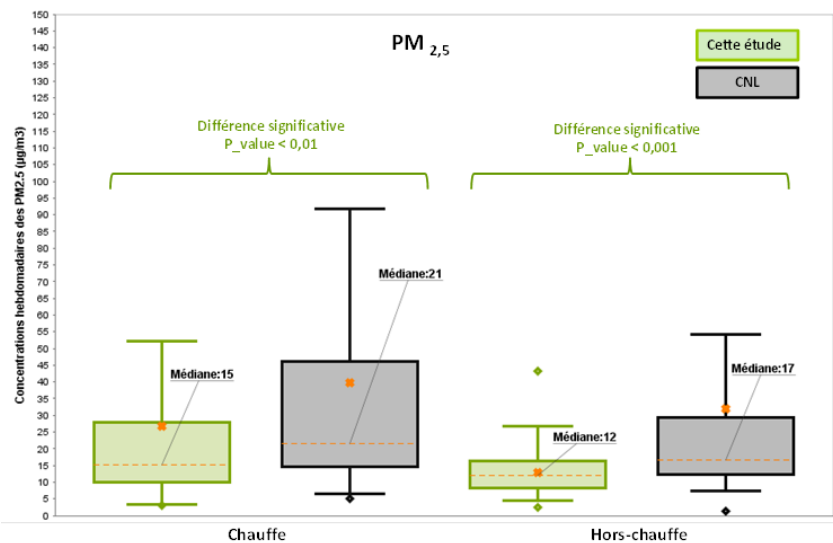 PM 2,5
Cette étude
CNL
Différence significative
P_value < 0,01
Différence significative
P_value < 0,001
Concentrations hebdomadaires des PM2.5 (µg/m3)
150
145
140
135
130
125
120
115
110
105
100
95
90
85
80
75
70
65
60
55
50
45
40
35
30
25
20
15
10
5
0
Médiane:15
Médiane:21
Médiane:12
Médiane:17
Chauffe
Hors-chauffe